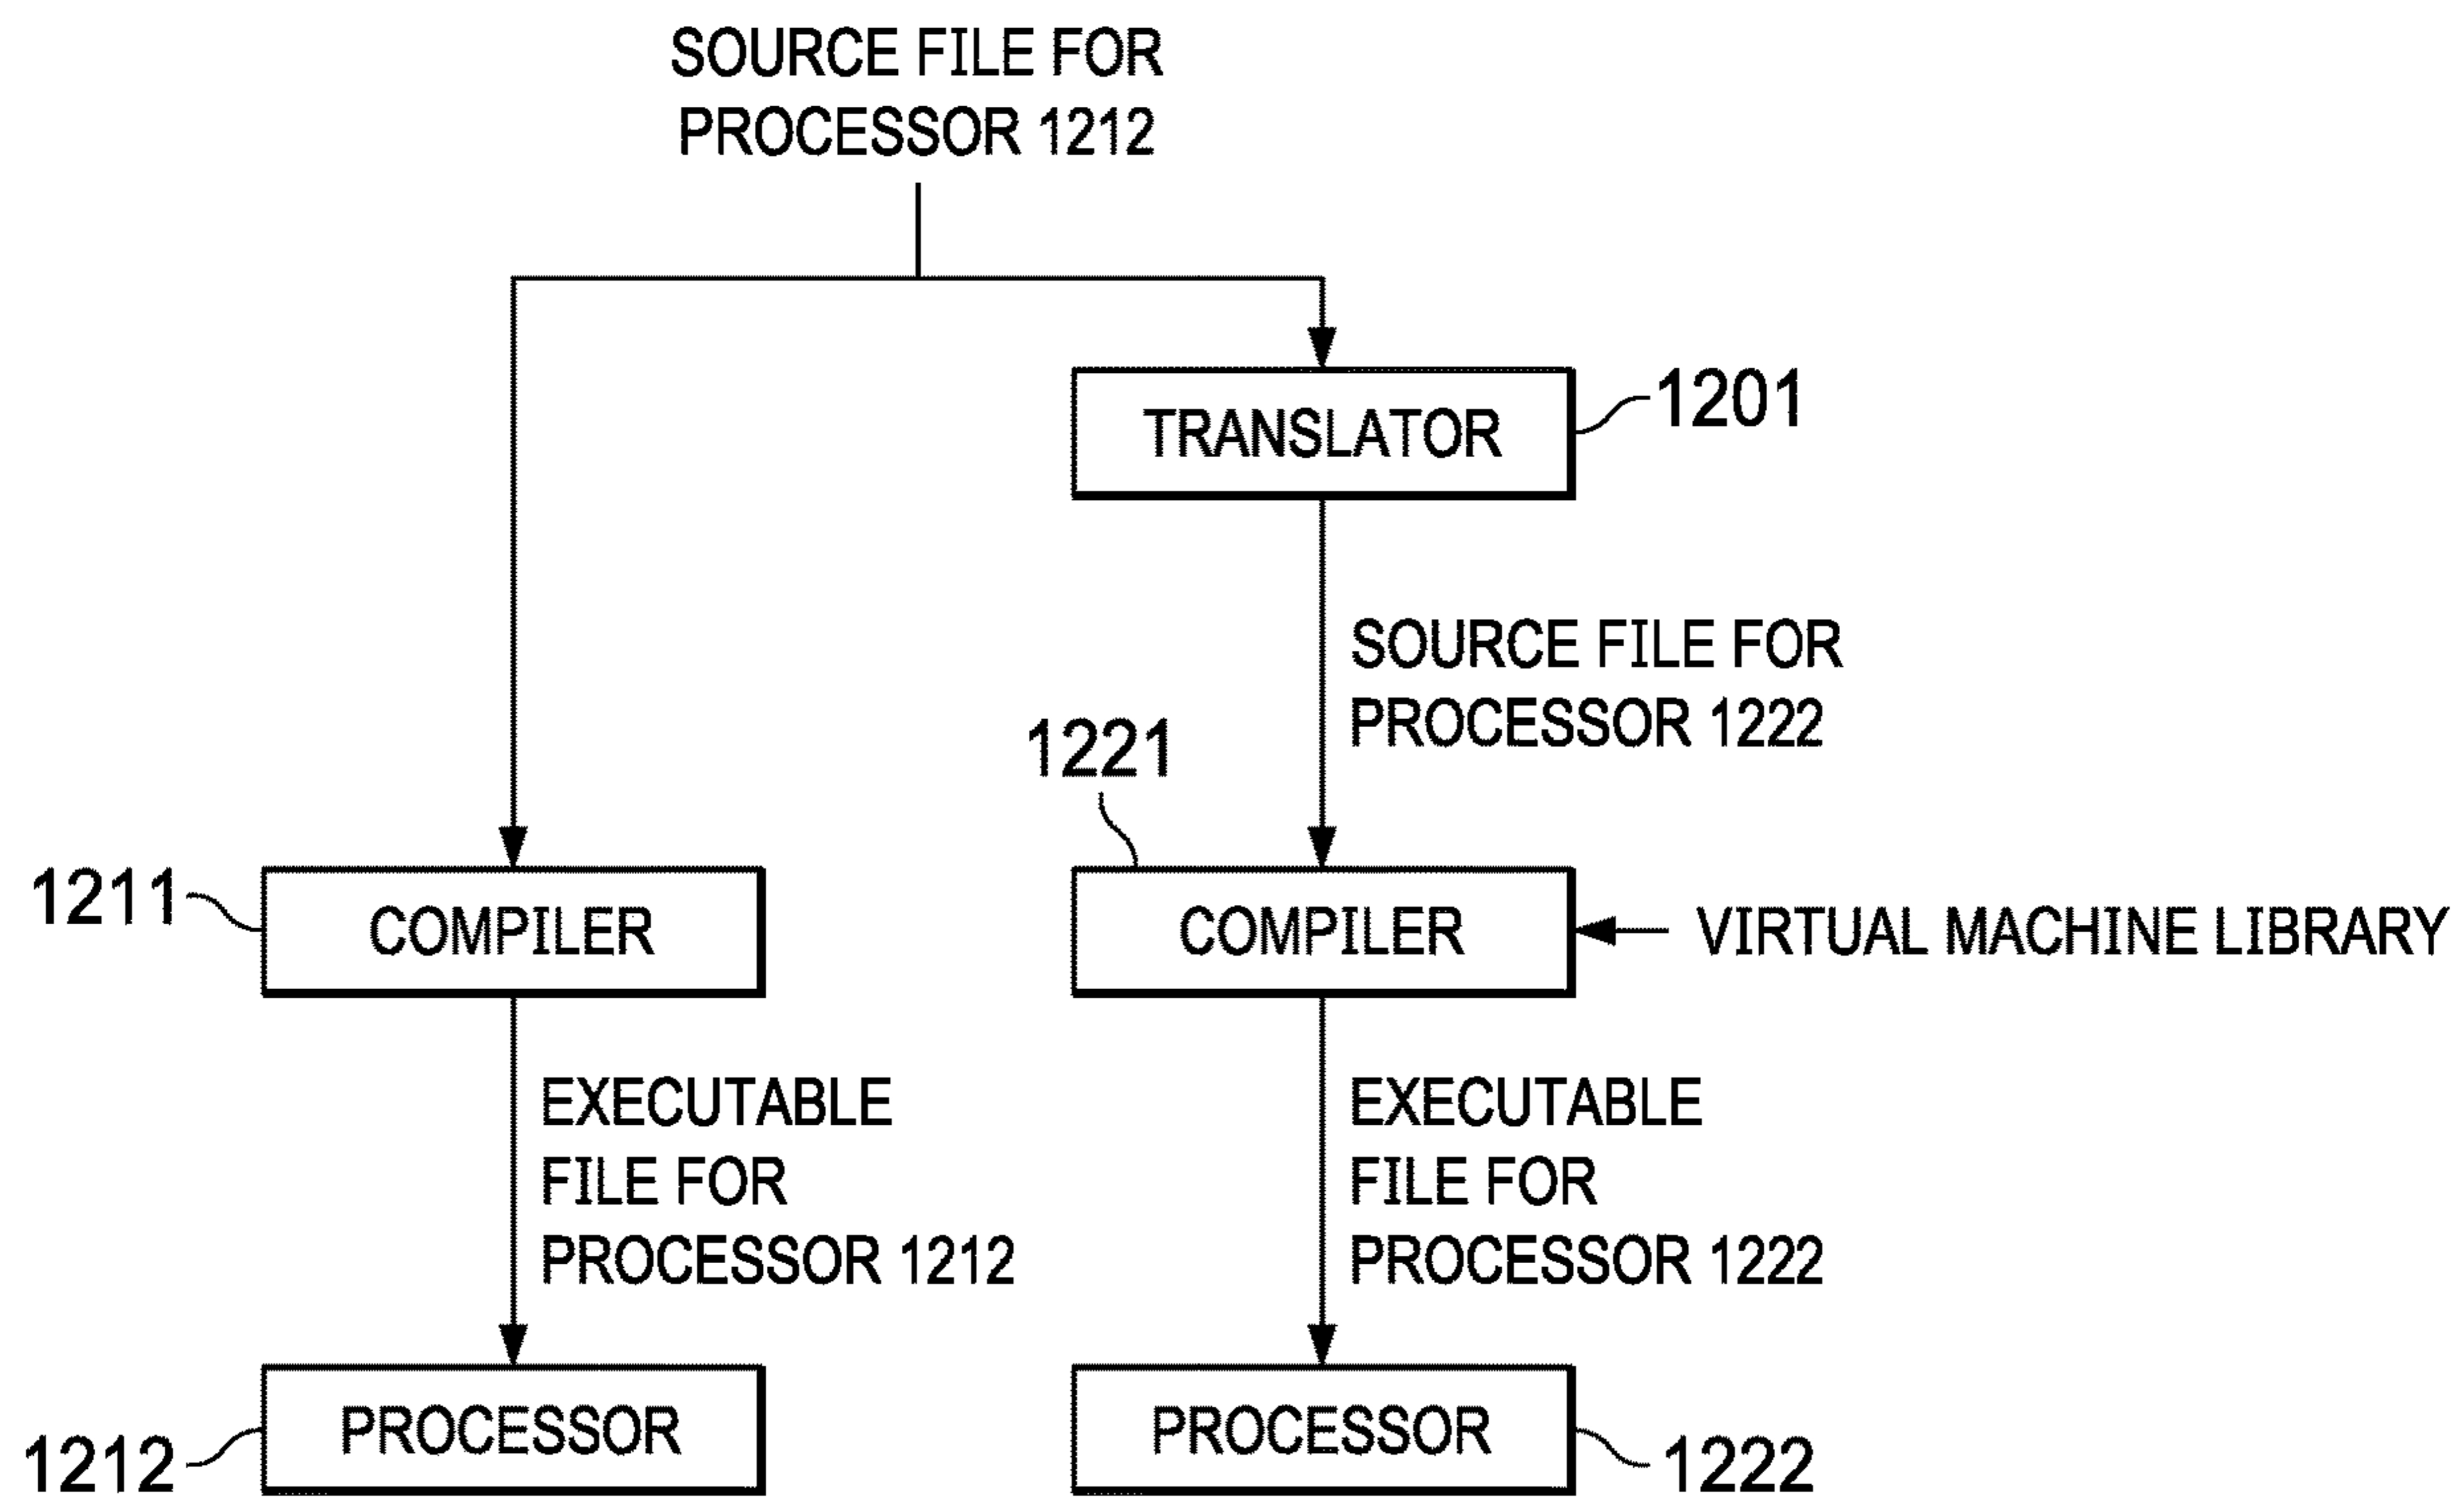 SOURCE FILE FOR
PROCESSOR 1212
TRANSLATOR
1201
SOURCE FILE FOR
PROCESSOR 1222
1221
1211
COMPILER
COMPILER
VIRTUAL MACHINE LIBRARY
EXECUTABLE
FILE FOR
PROCESSOR 1212
EXECUTABLE
FILE FOR
PROCESSOR 1222
PROCESSOR
1212
PROCESSOR
1222